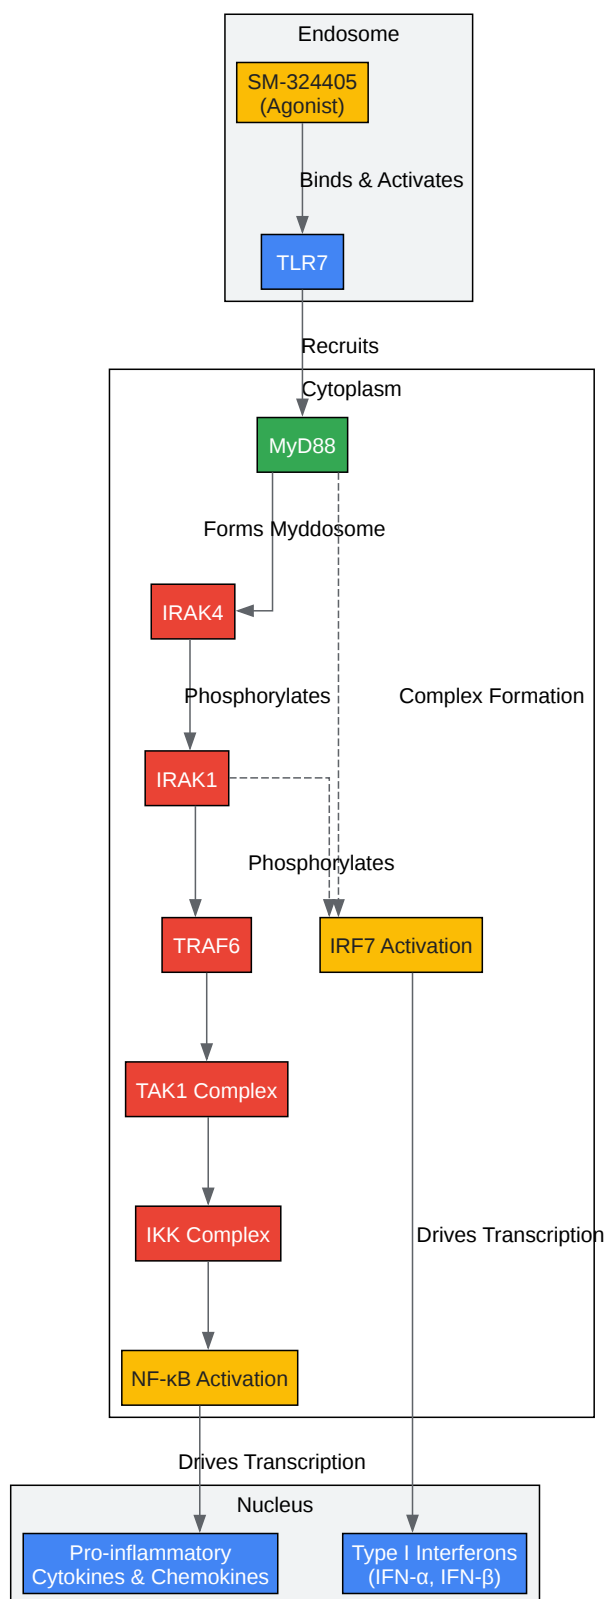 Endosome
SM-324405
(Agonist)
Binds & Activates
TLR7
Recruits
Cytoplasm
MyD88
Forms Myddosome
IRAK4
Phosphorylates
Complex Formation
IRAK1
Phosphorylates
TRAF6
IRF7 Activation
TAK1 Complex
IKK Complex
Drives Transcription
NF-κB Activation
Drives Transcription
Nucleus
Pro-inflammatory
Cytokines & Chemokines
Type I Interferons
(IFN-α, IFN-β)